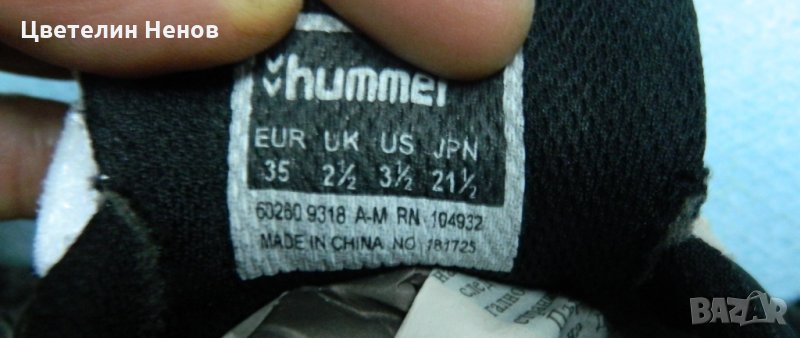 Цветелин Ненов
hummel
EUR UK US JPN
35 2½ 3½ 21½
60260 9318 A-M RN 104932
MADE IN CHINA NO 181725
BAZAR